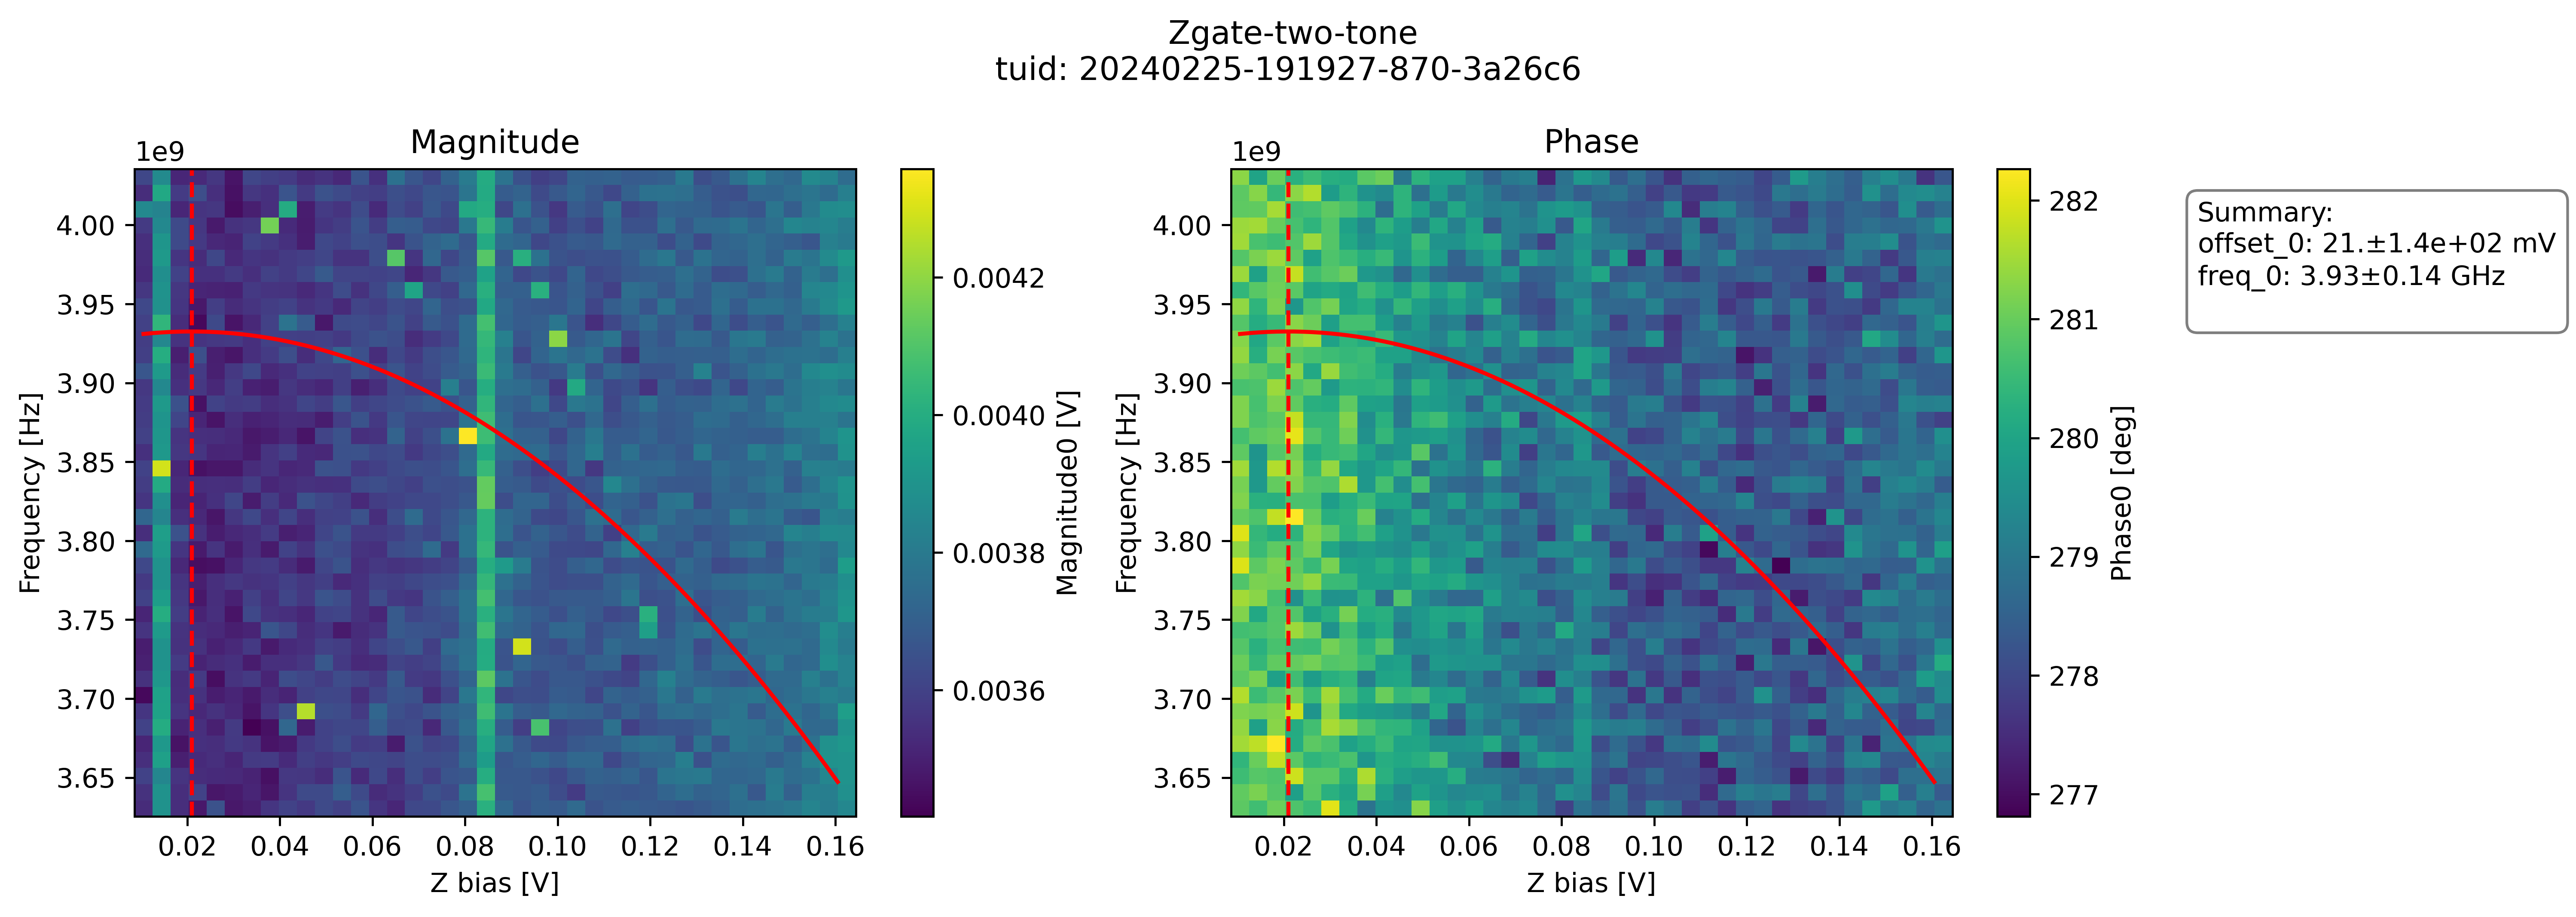 Zgate-two-tone
tuid: 20240225-191927-870-3a26c6
Magnitude
1e9
4.00
3.95
3.90
3.85
3.80
3.75
3.70
3.65
Frequency [Hz]
0.02 0.04 0.06 0.08 0.10 0.12 0.14 0.16
Z bias [V]
0.0042
0.0040
0.0038
0.0036
Magnitude0 [V]
Phase
1e9
4.00
3.95
3.90
3.85
3.80
3.75
3.70
3.65
Frequency [Hz]
0.02 0.04 0.06 0.08 0.10 0.12 0.14 0.16
Z bias [V]
282
281
280
279
278
277
Phase0 [deg]
Summary:
offset_0: 21.±1.4e+02 mV
freq_0: 3.93±0.14 GHz